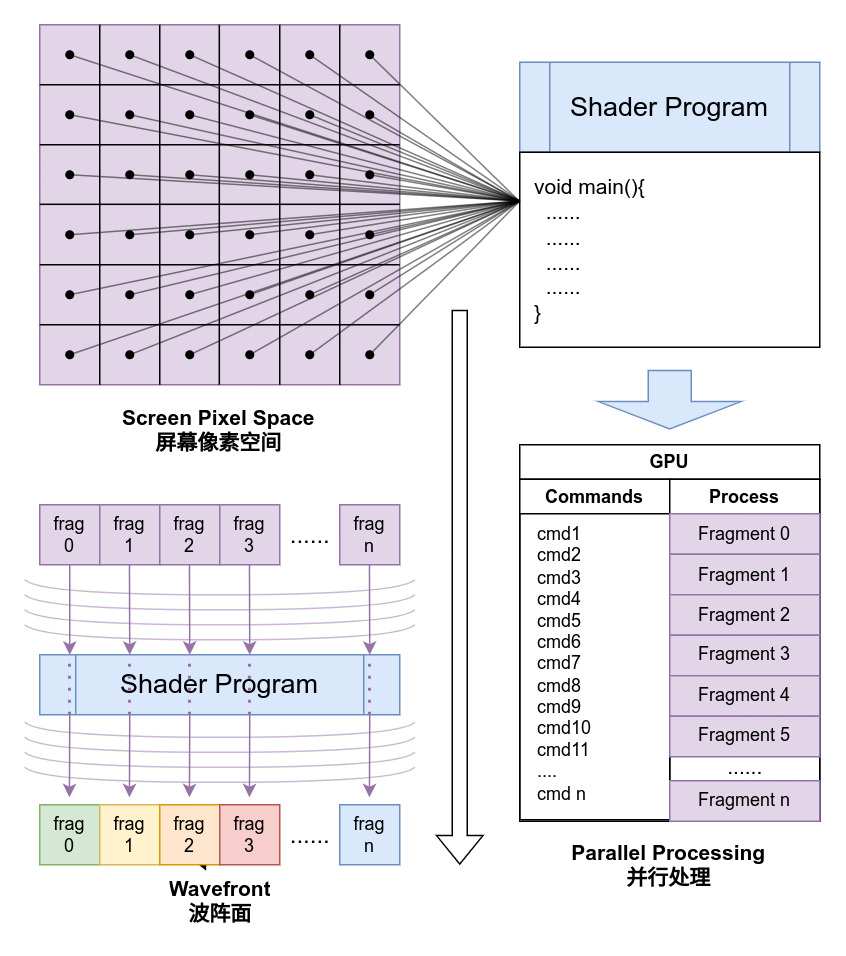 Shader Program
void main(){
......
......
......
......
}
Screen Pixel Space
屏幕像素空间
GPU
Commands
Process
cmd1
cmd2
cmd3
cmd4
cmd5
cmd6
cmd7
cmd8
cmd9
cmd10
cmd11
....
cmd n
Fragment 0
Fragment 1
Fragment 2
Fragment 3
Fragment 4
Fragment 5
......
Fragment n
Parallel Processing
并行处理
frag
0
frag
1
frag
2
frag
3
......
frag
n
Shader Program
frag
0
frag
1
frag
2
frag
3
......
frag
n
Wavefront
波阵面